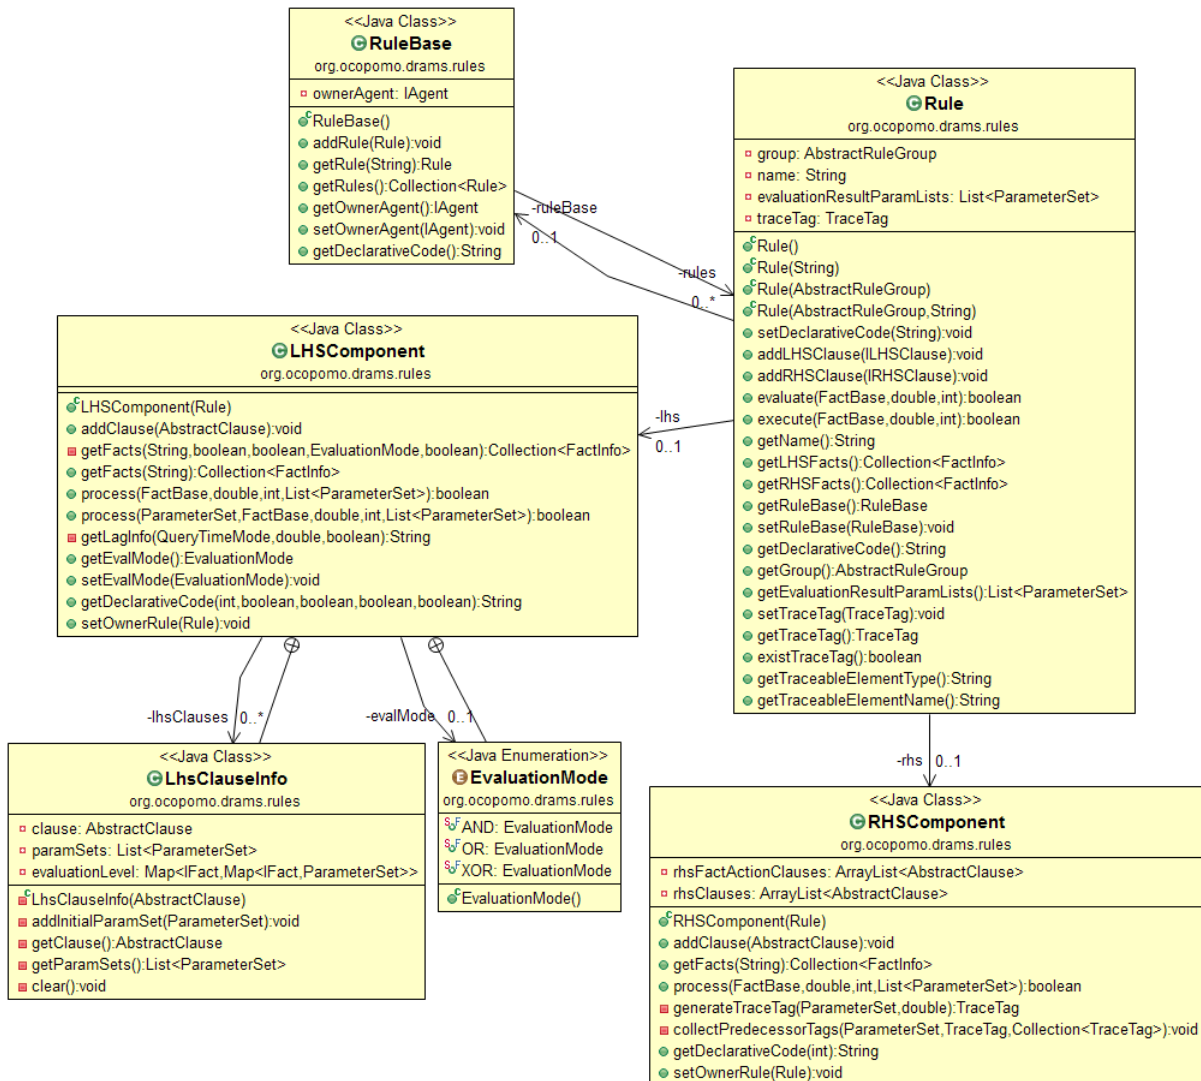 <<Java Class>>
RuleBase
org.ocopomo.drams.rules
ownerAgent: IAgent
RuleBase()
addRule(Rule):void
getRule(String):Rule
getRules():Collection<Rule>
getOwnerAgent():IAgent
setOwnerAgent(IAgent):void
getDeclarativeCode():String
-ruleBase
0..1
-rules
0..*
<<Java Class>>
Rule
org.ocopomo.drams.rules
group: AbstractRuleGroup
name: String
evaluationResultParamLists: List<ParameterSet>
traceTag: TraceTag
Rule()
Rule(String)
Rule(AbstractRuleGroup)
Rule(AbstractRuleGroup,String)
setDeclarativeCode(String):void
addLHSClause(ILHSClause):void
addRHSClause(IRHSClause):void
evaluate(FactBase,double,int):boolean
execute(FactBase,double,int):boolean
getName():String
getLHSFacts():Collection<FactInfo>
getRHSFacts():Collection<FactInfo>
getRuleBase():RuleBase
setRuleBase(RuleBase):void
getDeclarativeCode():String
getGroup():AbstractRuleGroup
getEvaluationResultParamLists():List<ParameterSet>
setTraceTag(TraceTag):void
getTraceTag():TraceTag
existTraceTag():boolean
getTraceableElementType():String
getTraceableElementName():String
<<Java Class>>
LHSComponent
org.ocopomo.drams.rules
LHSComponent(Rule)
addClause(AbstractClause):void
getFacts(String,boolean,boolean,EvaluationMode,boolean):Collection<FactInfo>
getFacts(String):Collection<FactInfo>
process(FactBase,double,int,List<ParameterSet>):boolean
process(ParameterSet,FactBase,double,int,List<ParameterSet>):boolean
getLagInfo(QueryTimeMode,double,boolean):String
getEvalMode():EvaluationMode
setEvalMode(EvaluationMode):void
getDeclarativeCode(int,boolean,boolean,boolean,boolean):String
setOwnerRule(Rule):void
-lhs
0..1
-lhsClauses 0..*
-evalMode 0..1
-rhs 0..1
<<Java Class>>
LhsClauseInfo
org.ocopomo.drams.rules
clause: AbstractClause
paramSets: List<ParameterSet>
evaluationLevel: Map<IFact,Map<IFact,ParameterSet>>
LhsClauseInfo(AbstractClause)
addInitialParamSet(ParameterSet):void
getClause():AbstractClause
getParamSets():List<ParameterSet>
clear():void
<<Java Enumeration>>
EvaluationMode
org.ocopomo.drams.rules
AND: EvaluationMode
OR: EvaluationMode
XOR: EvaluationMode
EvaluationMode()
<<Java Class>>
RHSComponent
org.ocopomo.drams.rules
rhsFactActionClauses: ArrayList<AbstractClause>
rhsClauses: ArrayList<AbstractClause>
RHSComponent(Rule)
addClause(AbstractClause):void
getFacts(String):Collection<FactInfo>
process(FactBase,double,int,List<ParameterSet>):boolean
generateTraceTag(ParameterSet,double):TraceTag
collectPredecessorTags(ParameterSet,TraceTag,Collection<TraceTag>):void
getDeclarativeCode(int):String
setOwnerRule(Rule):void